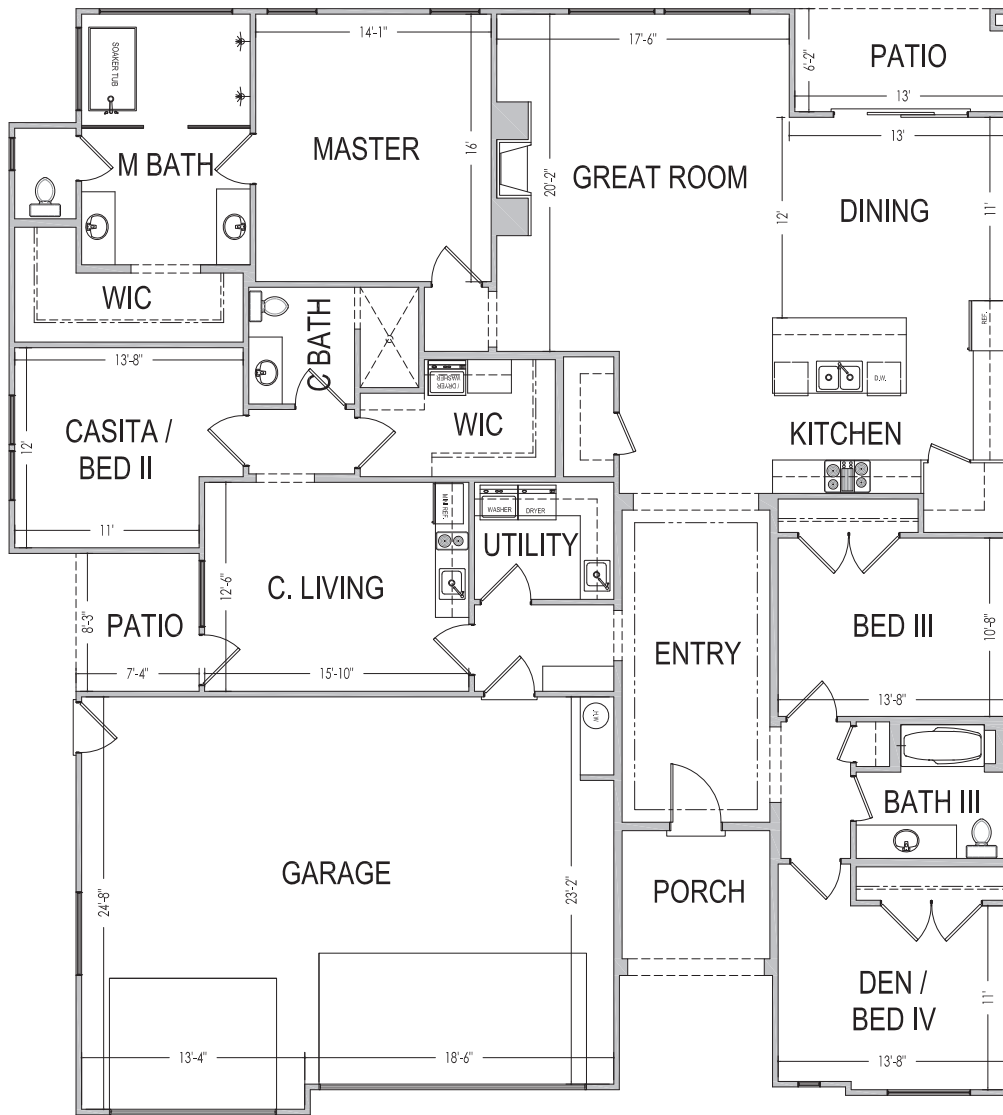 14'-1"
17'-6"
6'-2"
PATIO
13'
13'
SOAKER TUB
M BATH
MASTER
16'
20'-2"
GREAT ROOM
12'
DINING
11'
WIC
C BATH
REF.
13'-8"
WASHER
/ DRYER
D.W.
CASITA /
BED II
12'
WIC
KITCHEN
11'
MINI REF.
WASHER
DRYER
UTILITY
C. LIVING
12'-6"
PATIO
8'-3"
7'-4"
15'-10"
ENTRY
BED III
10'-8"
13'-8"
H.W.
BATH III
GARAGE
24'-8"
23'-2"
PORCH
DEN /
BED IV
11'
13'-4"
18'-6"
13'-8"